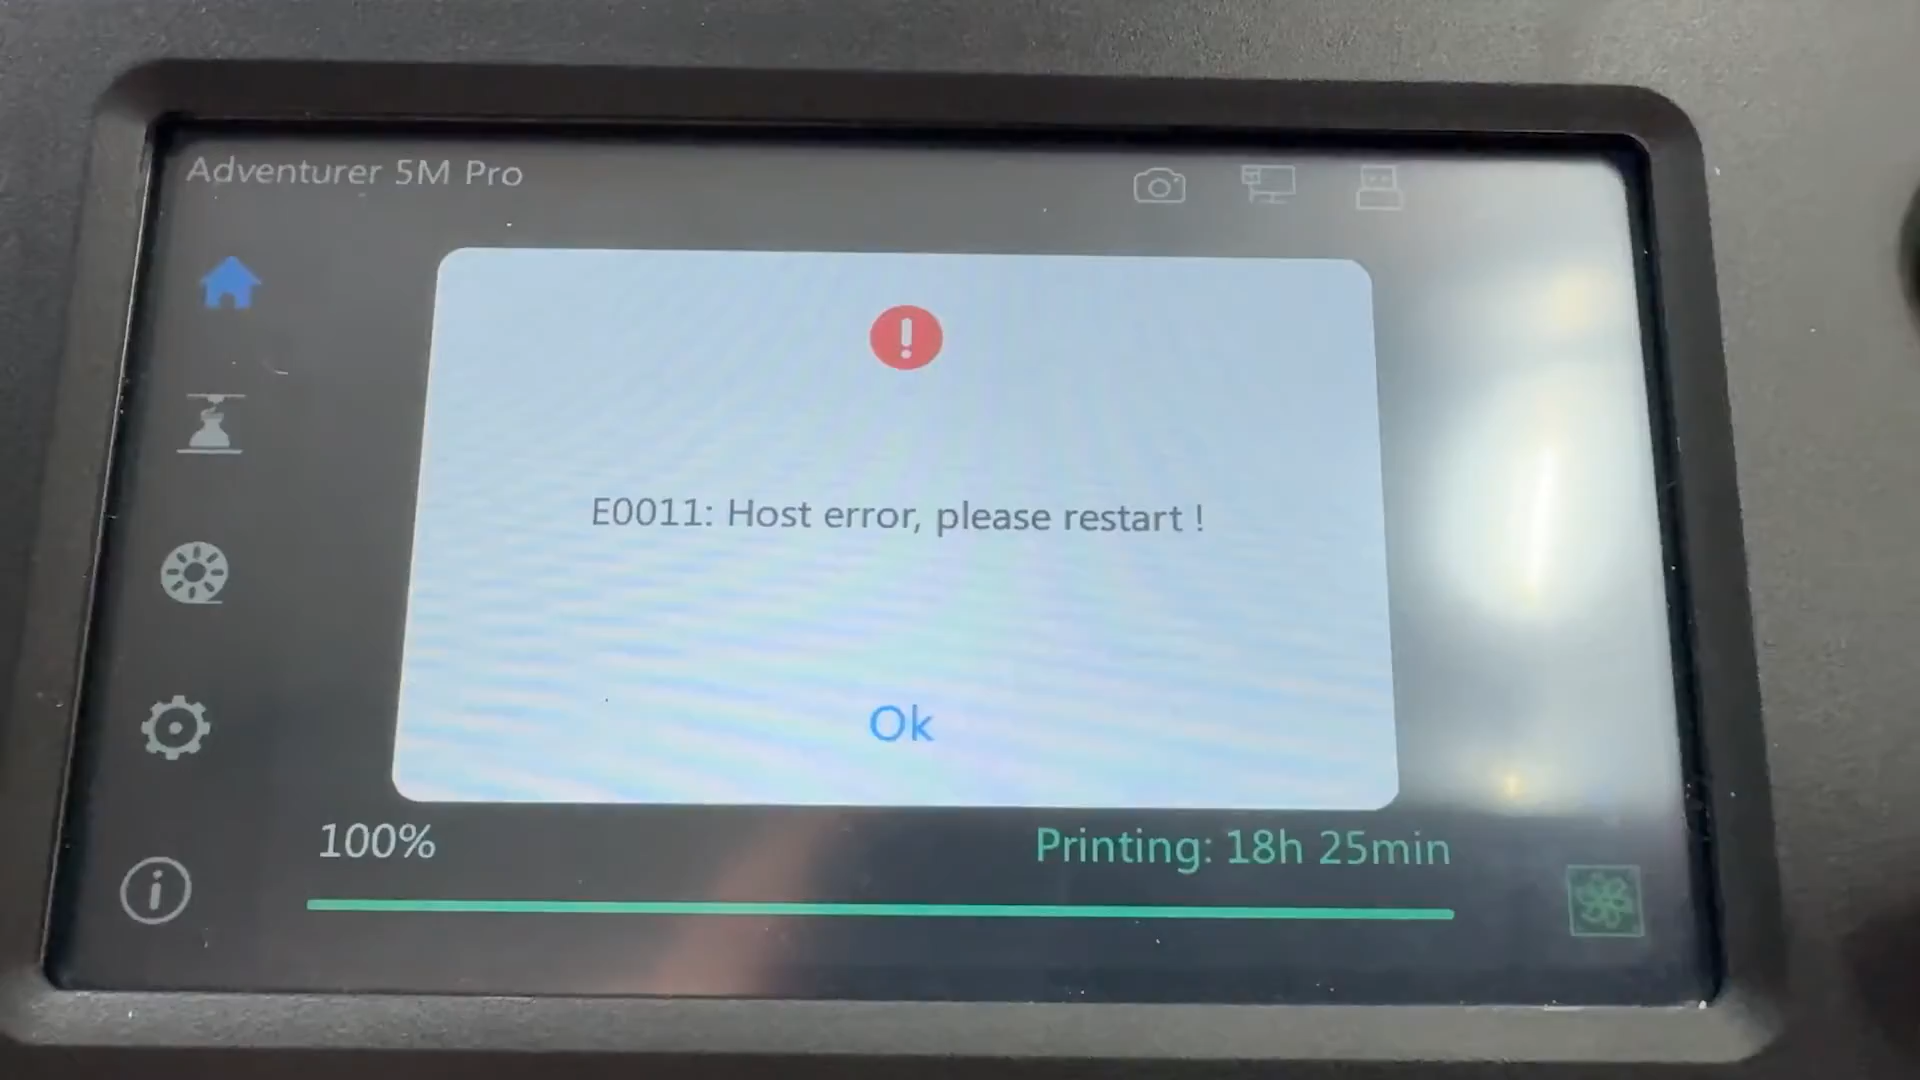 Adventurer 5M Pro
E0011: Host error, please restart !
Ok
100%
Printing: 18h 25min